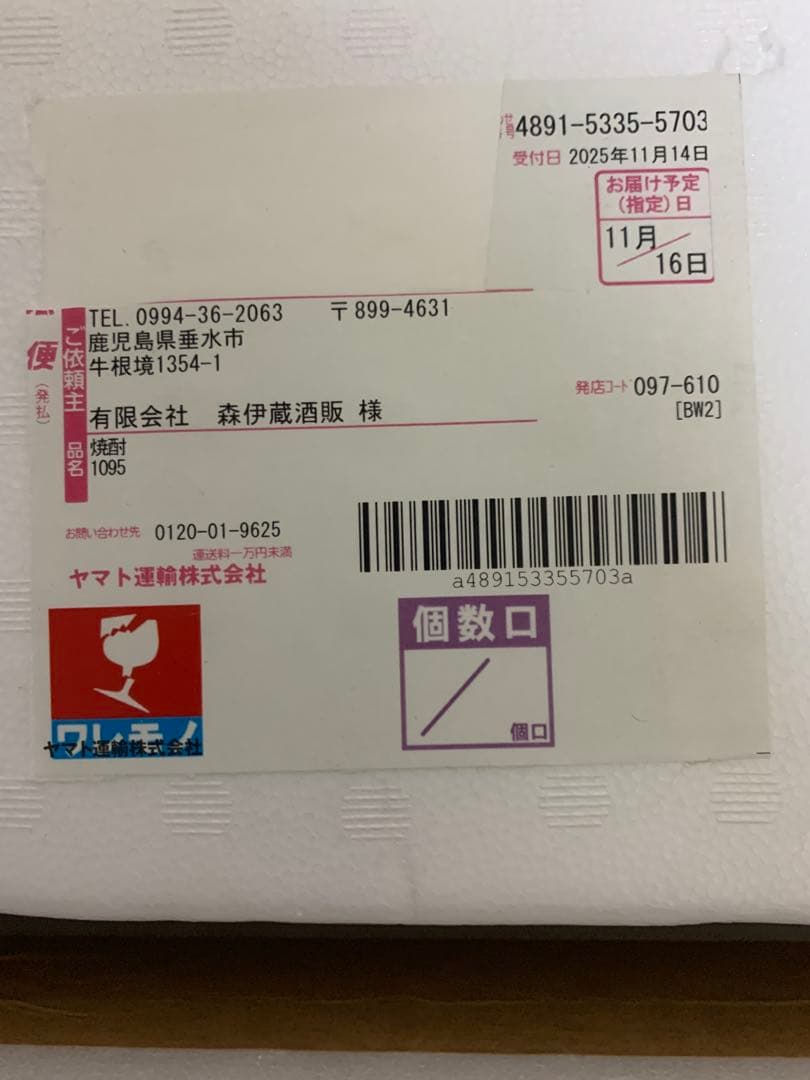 4891-5335-5703
受付日 2025年11月14日
お届け予定
(指定)日
11月
16日
便
(発払)
ご依頼主
TEL. 0994-36-2063 〒899-4631
鹿児島県垂水市
牛根境1354-1
発店コード 097-610
[BW2]
有限会社 森伊蔵酒販 様
品名
焼酎
1095
お問い合わせ先 0120-01-9625
運送料一万円未満
ヤマト運輸株式会社
a489153355703a
個数口
個口
ワレモノ
ヤマト運輸株式会社